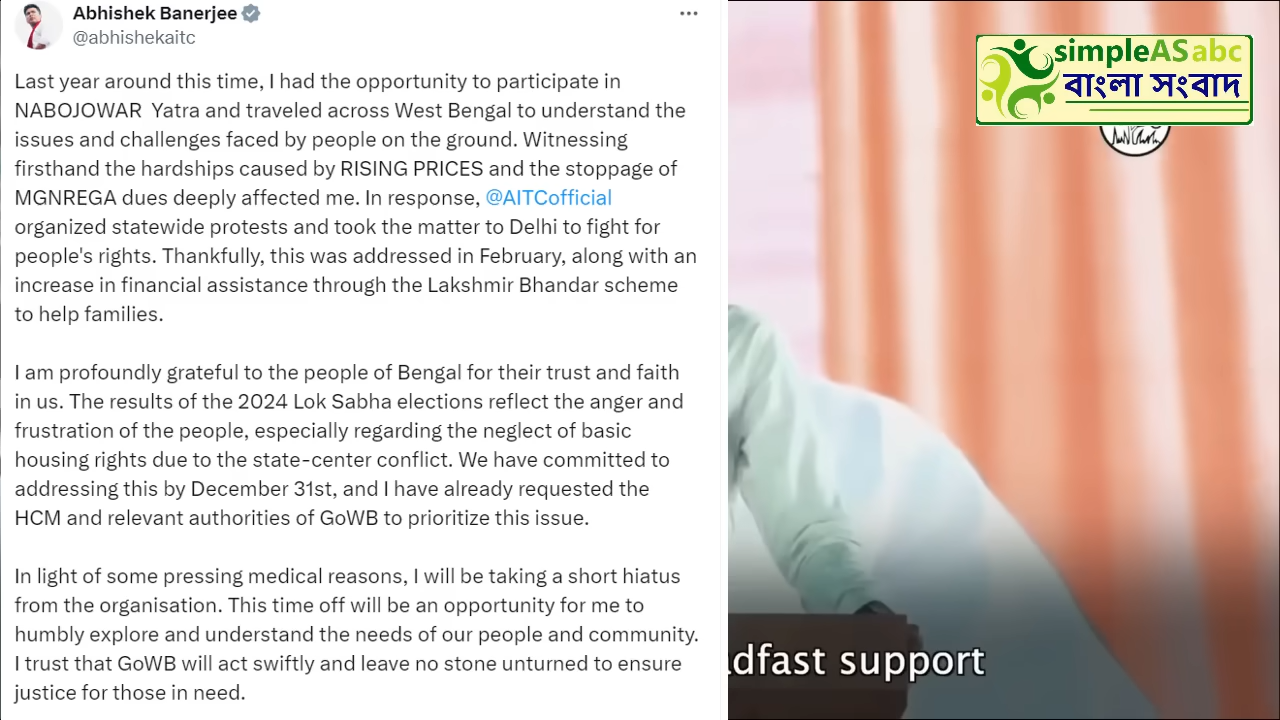 Abhishek Banerjee
@abhishekaitc
Last year around this time, I had the opportunity to participate in
NABOJOWAR Yatra and traveled across West Bengal to understand the
issues and challenges faced by people on the ground. Witnessing
firsthand the hardships caused by RISING PRICES and the stoppage of
MGNREGA dues deeply affected me. In response, @AITCofficial
organized statewide protests and took the matter to Delhi to fight for
people's rights. Thankfully, this was addressed in February, along with an
increase in financial assistance through the Lakshmir Bhandar scheme
to help families.
I am profoundly grateful to the people of Bengal for their trust and faith
in us. The results of the 2024 Lok Sabha elections reflect the anger and
frustration of the people, especially regarding the neglect of basic
housing rights due to the state-center conflict. We have committed to
addressing this by December 31st, and I have already requested the
HCM and relevant authorities of GoWB to prioritize this issue.
In light of some pressing medical reasons, I will be taking a short hiatus
from the organisation. This time off will be an opportunity for me to
humbly explore and understand the needs of our people and community.
I trust that GoWB will act swiftly and leave no stone unturned to ensure
justice for those in need.
simpleASabc
বাংলা সংবাদ
dfast support